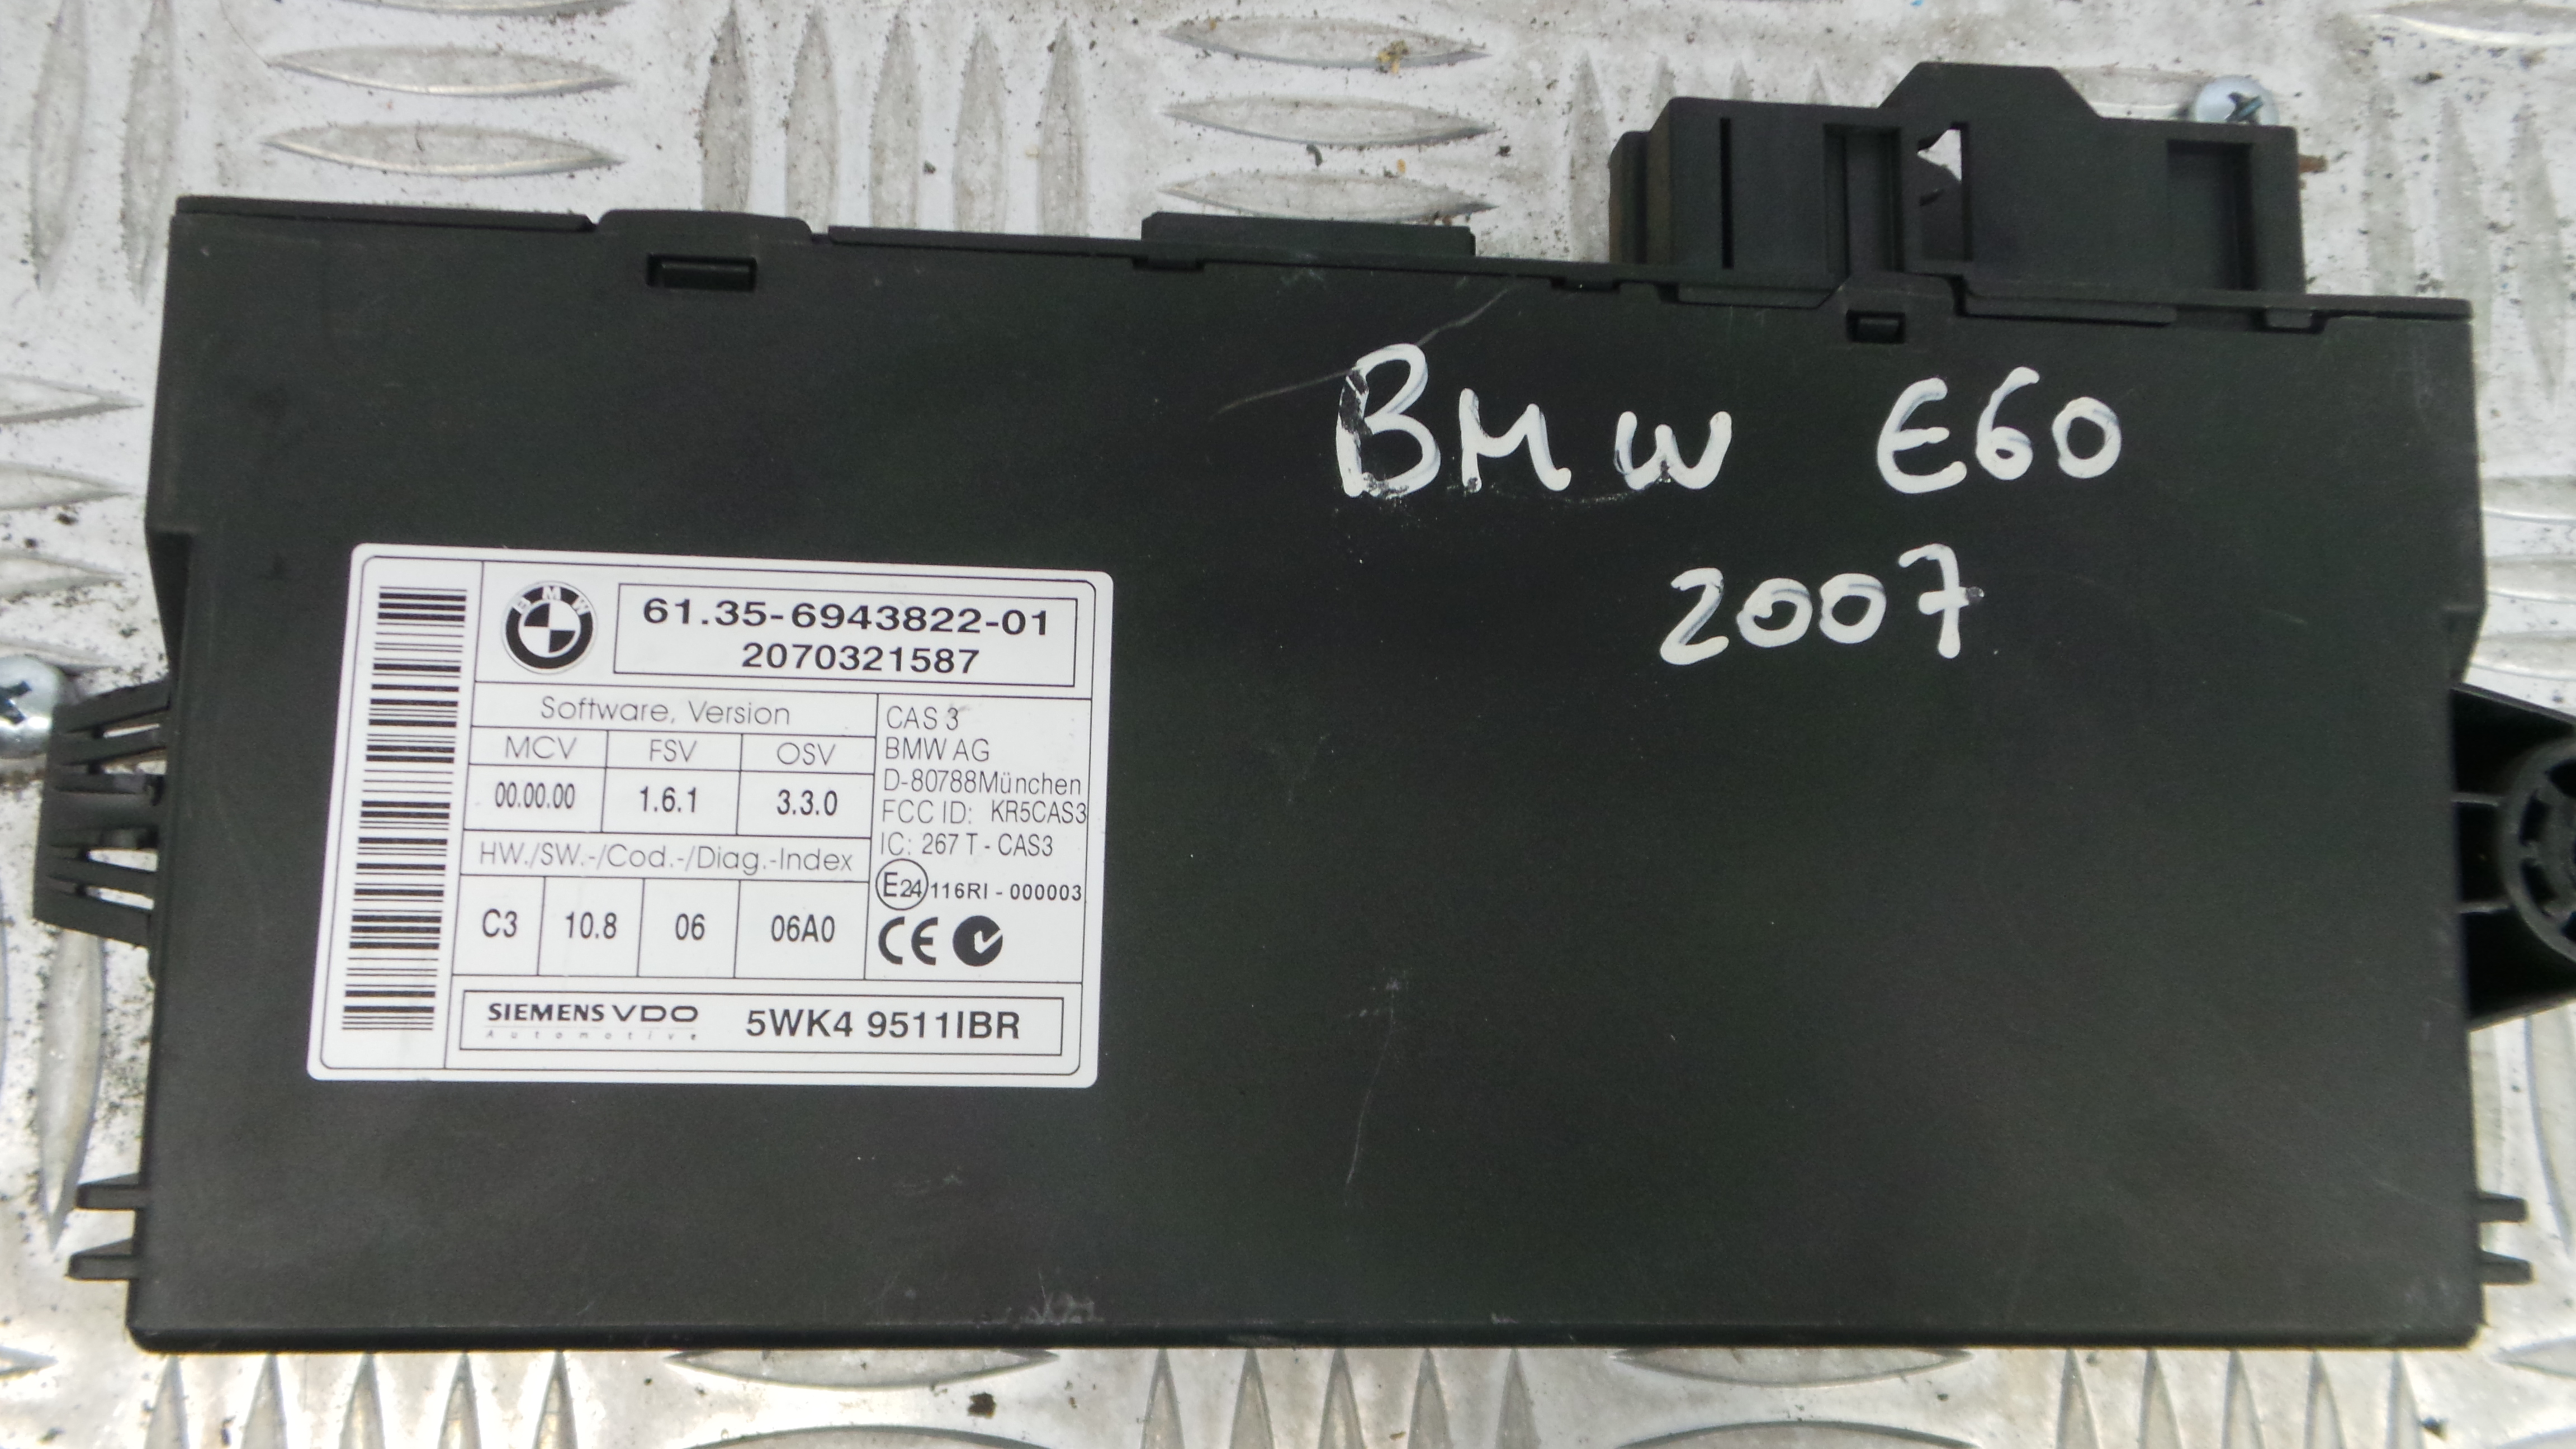 BMW E60
2007
BMW
61.35-6943822-01
2070321587
Software, Version
MCV FSV OSV
00.00.00 1.6.1 3.3.0
HW./SW.-/Cod.-/Diag.-Index
C3 10.8 06 06A0
CAS 3
BMW AG
D-80788München
FCC ID: KR5CAS3
IC: 267 T - CAS3
E24 116RI - 000003
CE
SIEMENS VDO
Automotive
5WK4 9511IBR